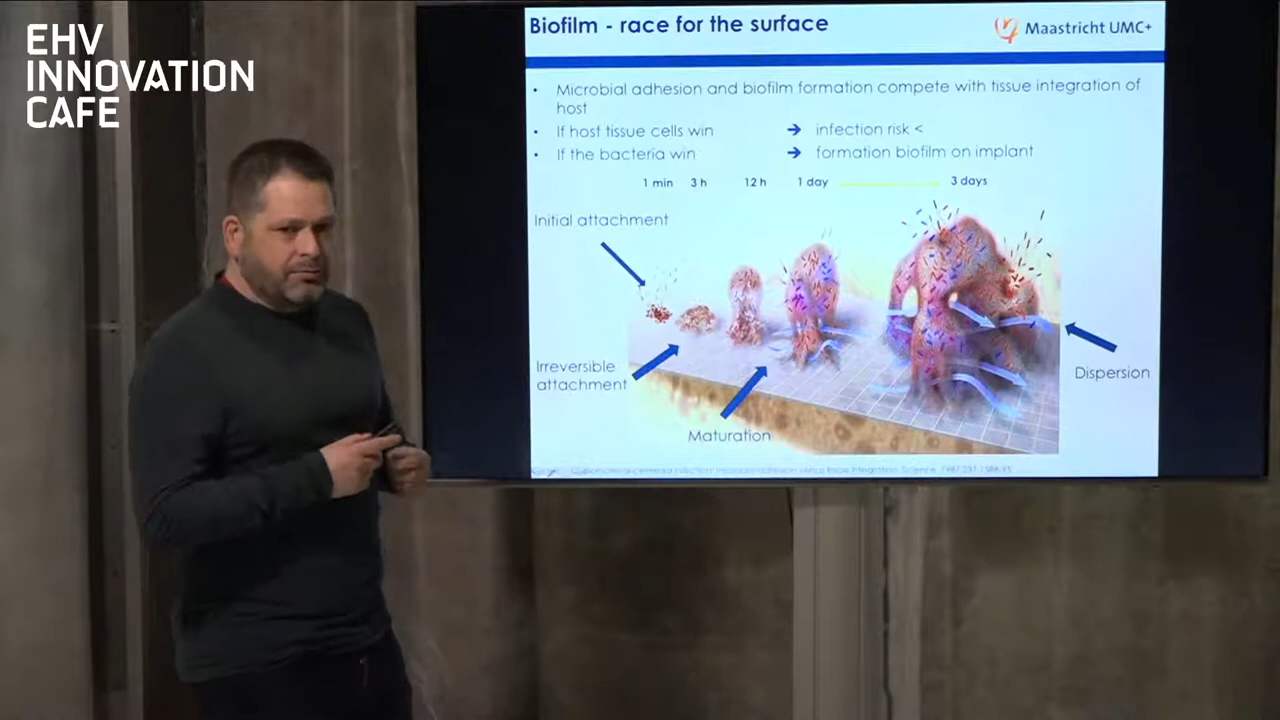 EHV
INNOVATION
CAFE
Biofilm - race for the surface
Maastricht UMC+
• Microbial adhesion and biofilm formation compete with tissue integration of
host
• If host tissue cells win → infection risk <
• If the bacteria win → formation biofilm on implant
1 min 3 h 12 h 1 day 3 days
Initial attachment
Irreversible
attachment
Maturation
Dispersion